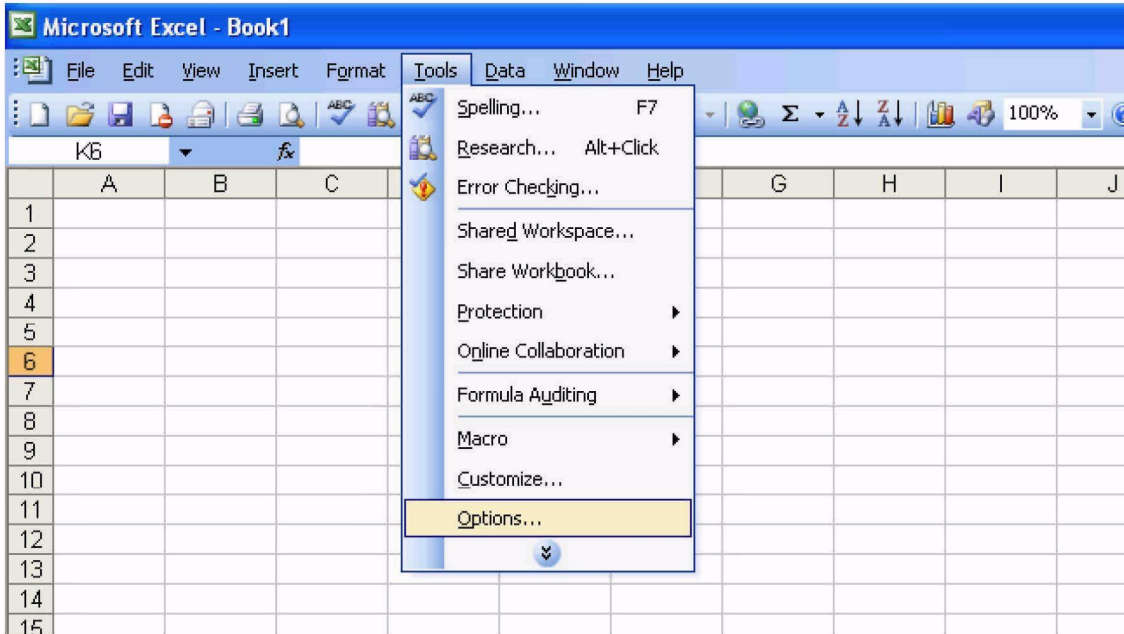 Microsoft Excel - Book1
File Edit View Insert Format Tools Data Window Help
ABC ABC Σ A Z Z A 100%
K6 fx
Spelling... F7
Research... Alt+Click
Error Checking...
Shared Workspace...
Share Workbook...
Protection
Online Collaboration
Formula Auditing
Macro
Customize...
Options...
A B C G H I J
1
2
3
4
5
6
7
8
9
10
11
12
13
14
15